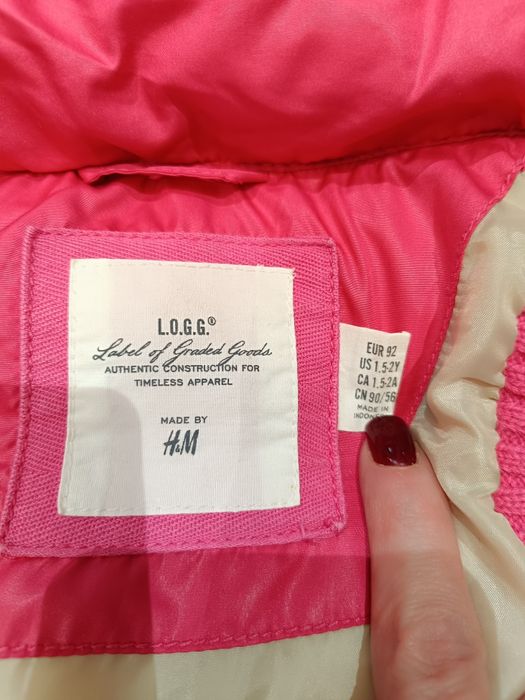 L.O.G.G.®
Label of Graded Goods
AUTHENTIC CONSTRUCTION FOR
TIMELESS APPAREL
MADE BY
H&M
EUR 92
US 1.5-2Y
CA 1.5-2A
CN 90/56
MADE IN